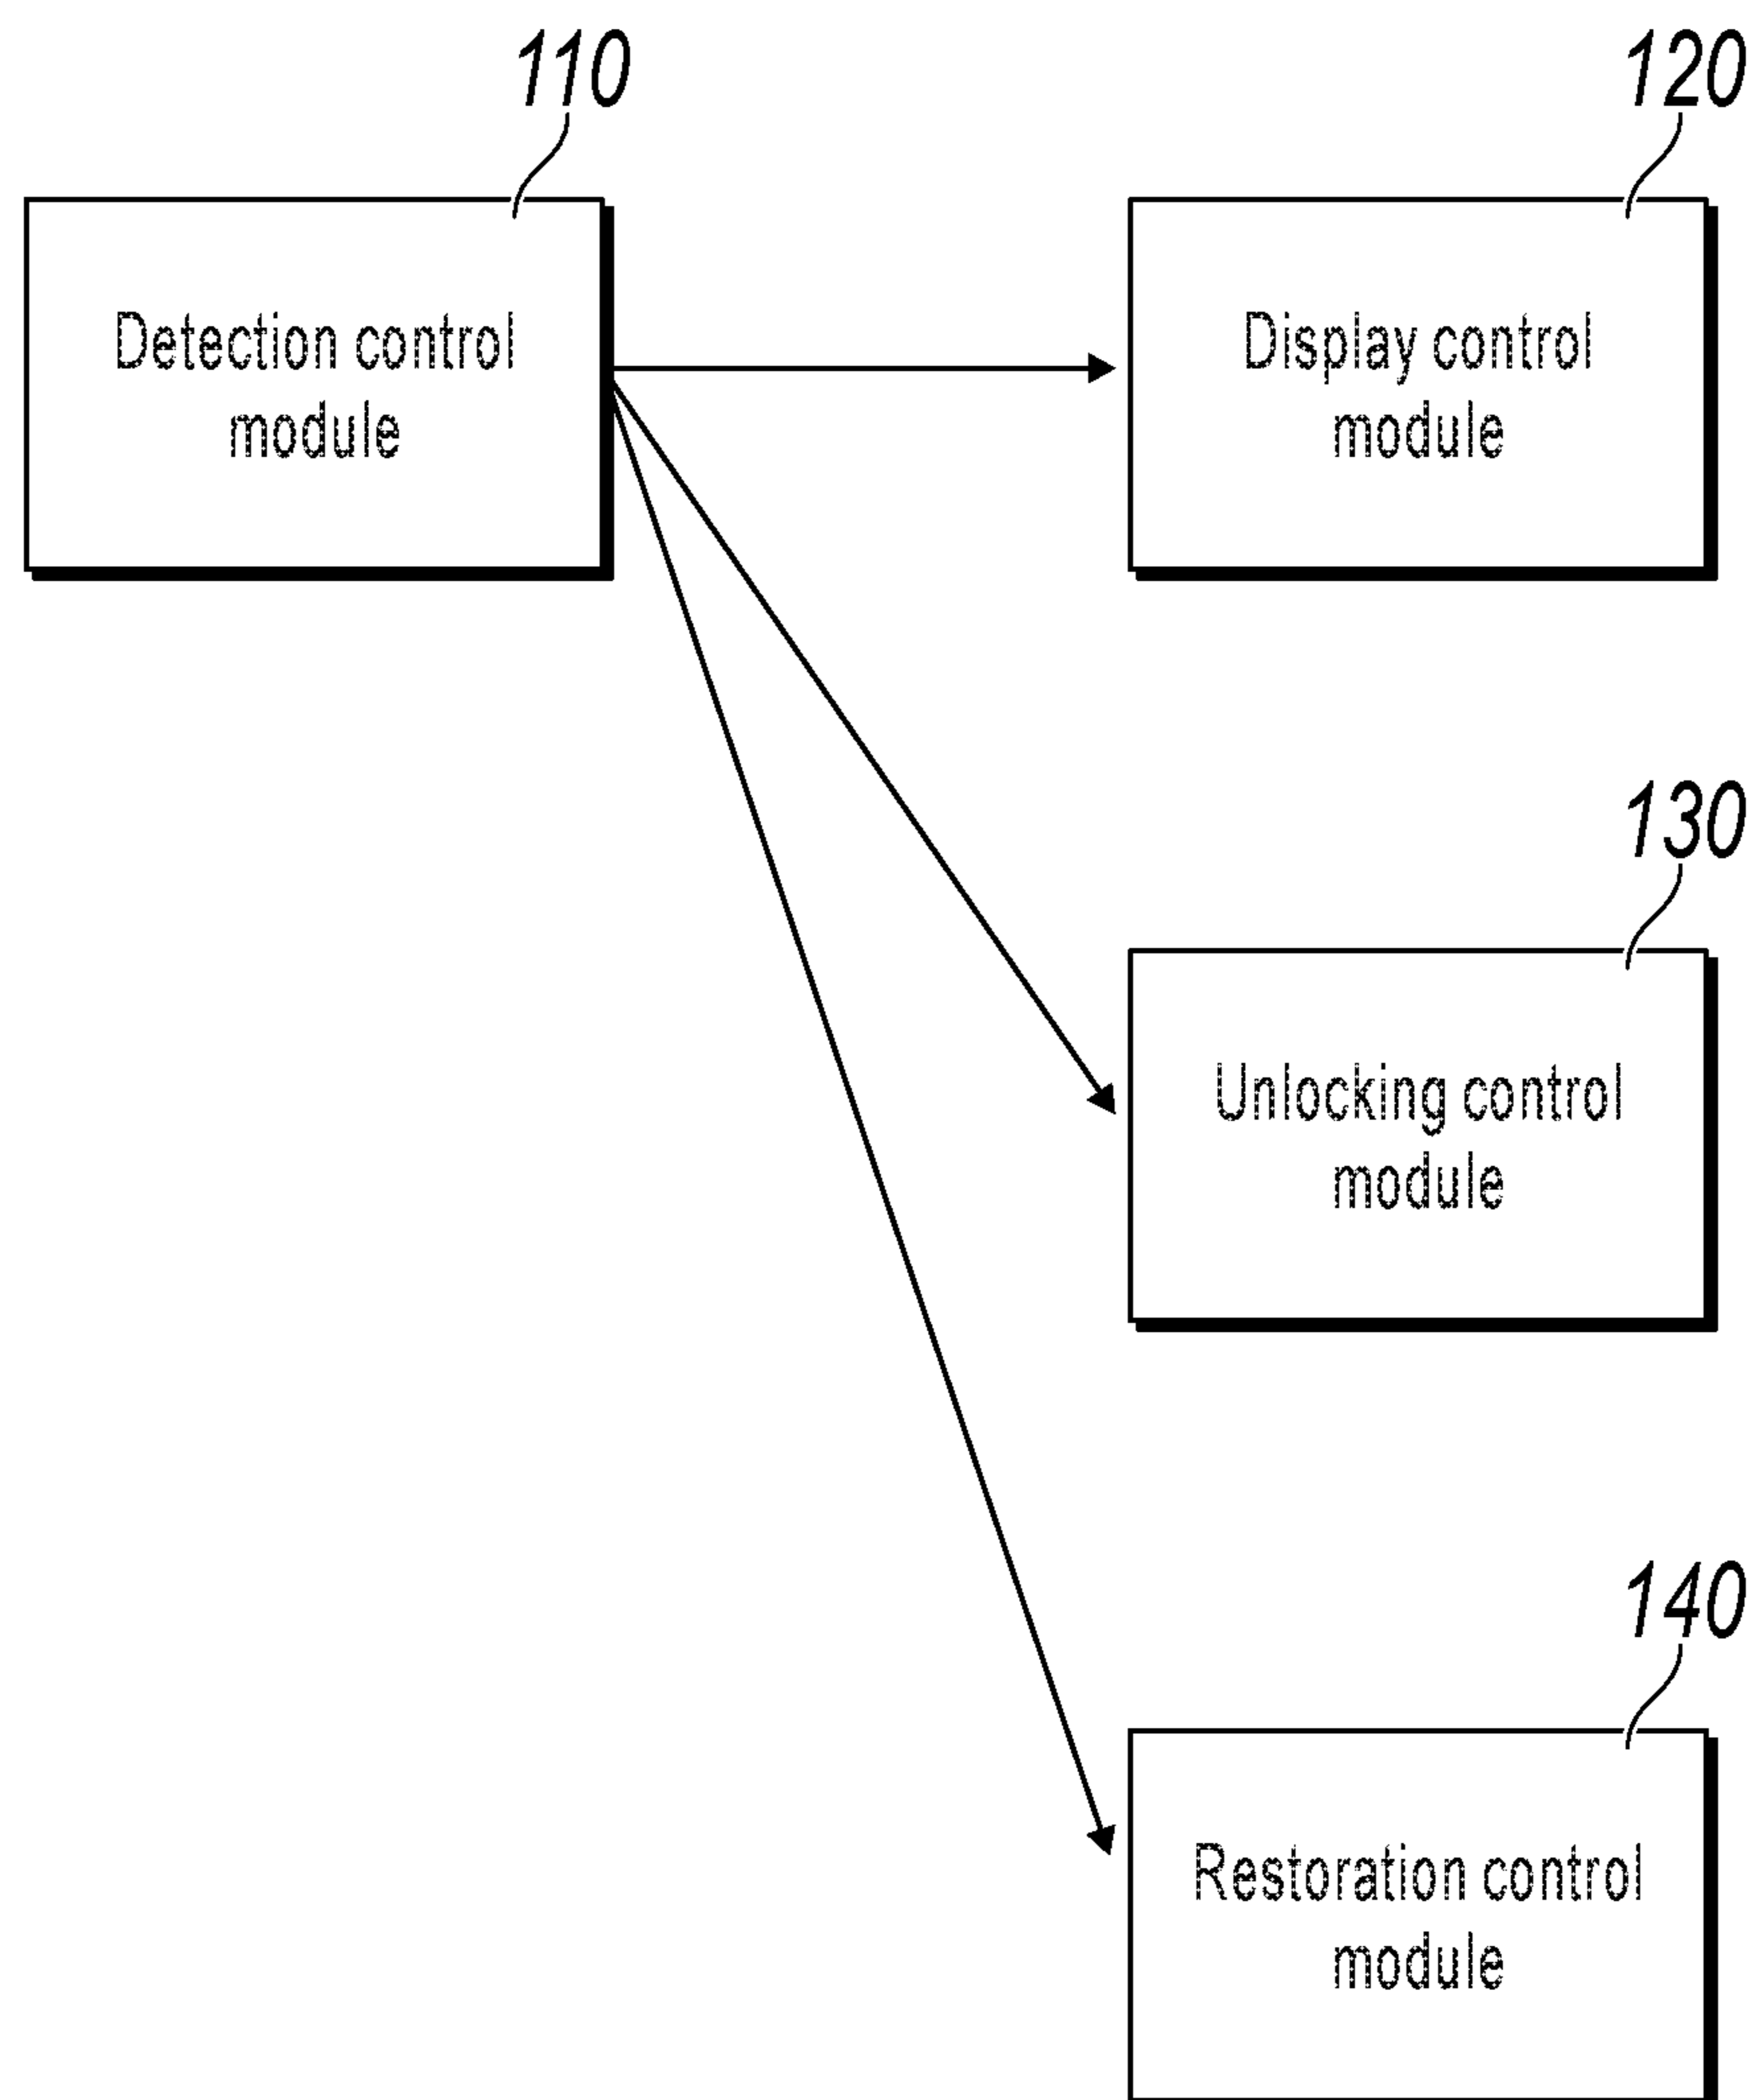 110
120
Detection control
module
Display control
module
130
Unlocking control
module
140
Restoration control
module